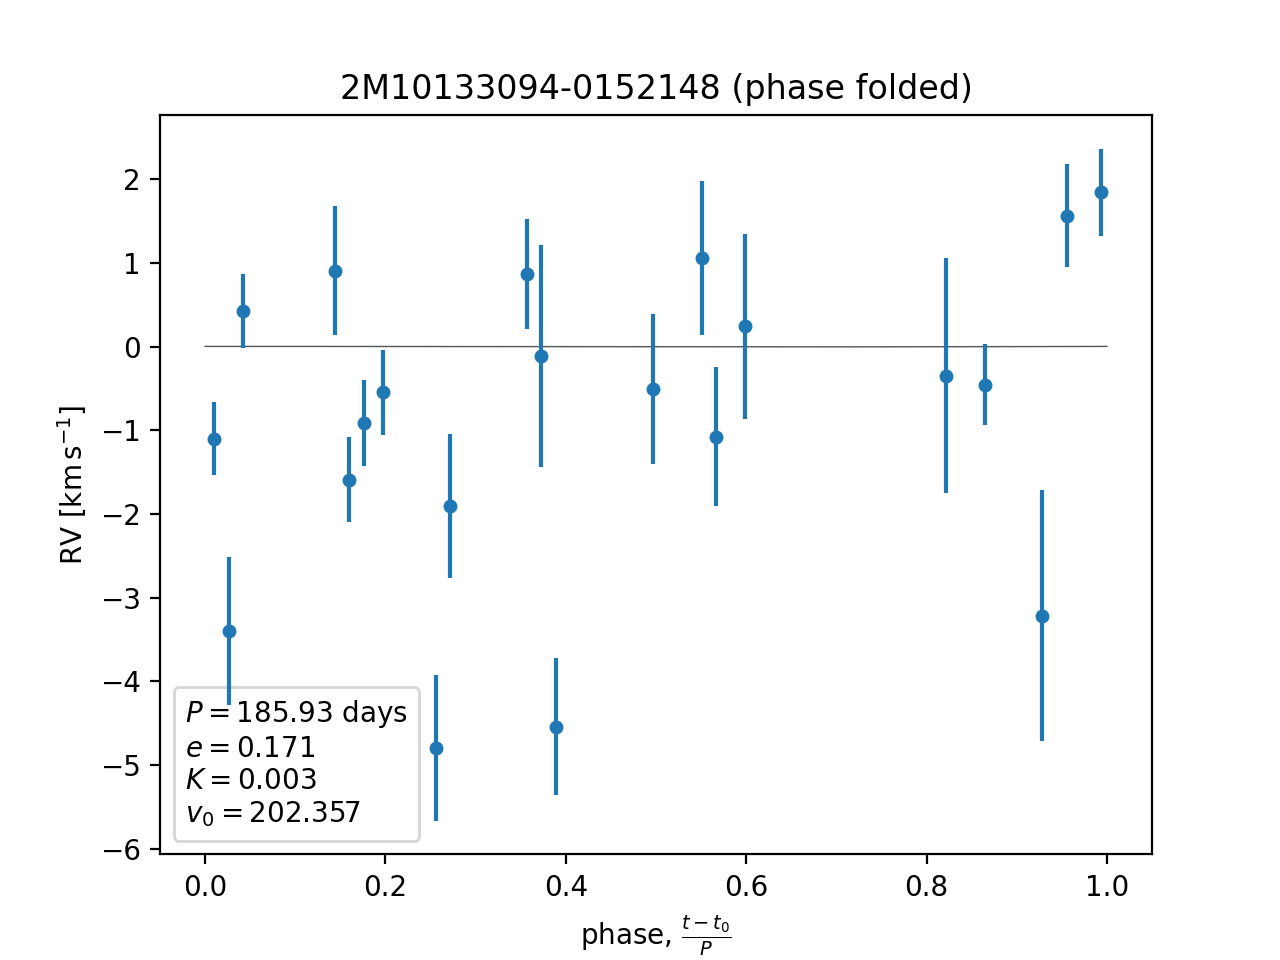 2M10133094-0152148 (phase folded)
RV [km s⁻¹]
2
1
0
−1
−2
−3
−4
−5
−6
P = 185.93 days
e = 0.171
K = 0.003
v₀ = 202.357
0.0 0.2 0.4 0.6 0.8 1.0
phase, (t − t₀)/P